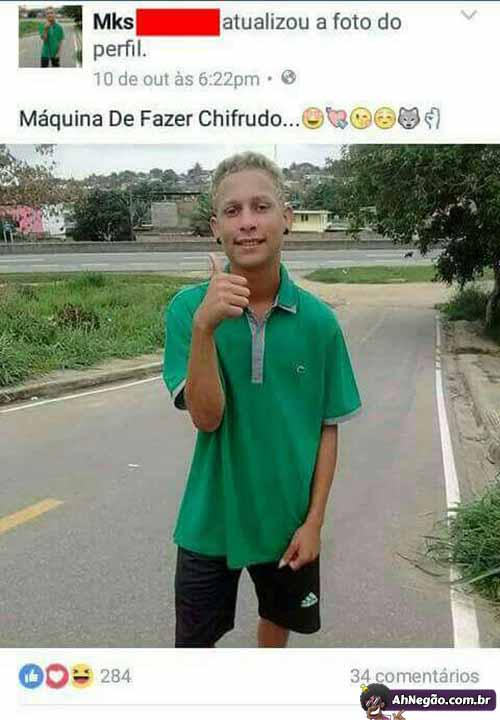 Mks atualizou a foto do
perfil.
10 de out às 6:22pm •
Máquina De Fazer Chifrudo...😍💘😘☺️🐺☝️
284
34 comentários
AhNegão.com.br